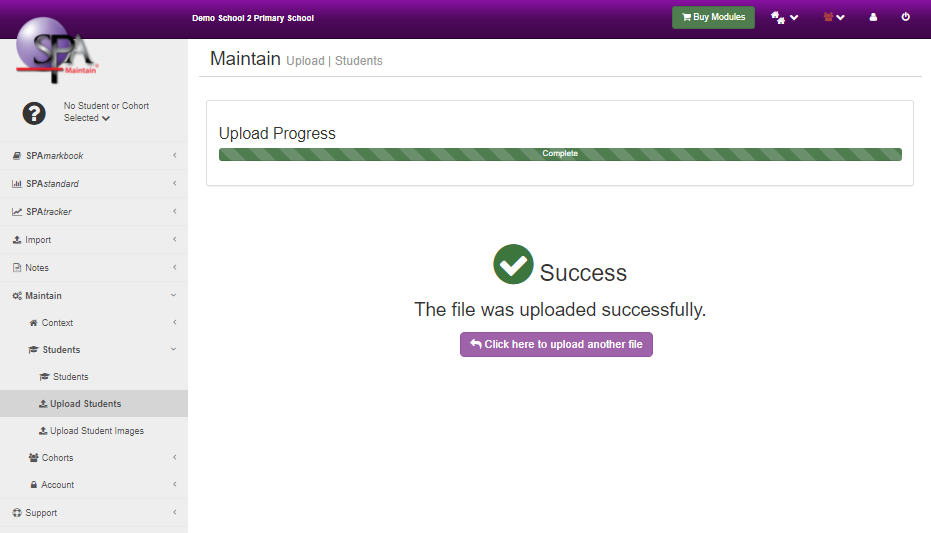 Demo School 2 Primary School
Buy Modules
SPA
Maintain
No Student or Cohort
Selected
SPAmarkbook
SPAstandard
SPAtracker
Import
Notes
Maintain
Context
Students
Students
Upload Students
Upload Student Images
Cohorts
Account
Support
Maintain Upload | Students
Upload Progress
Complete
Success
The file was uploaded successfully.
Click here to upload another file